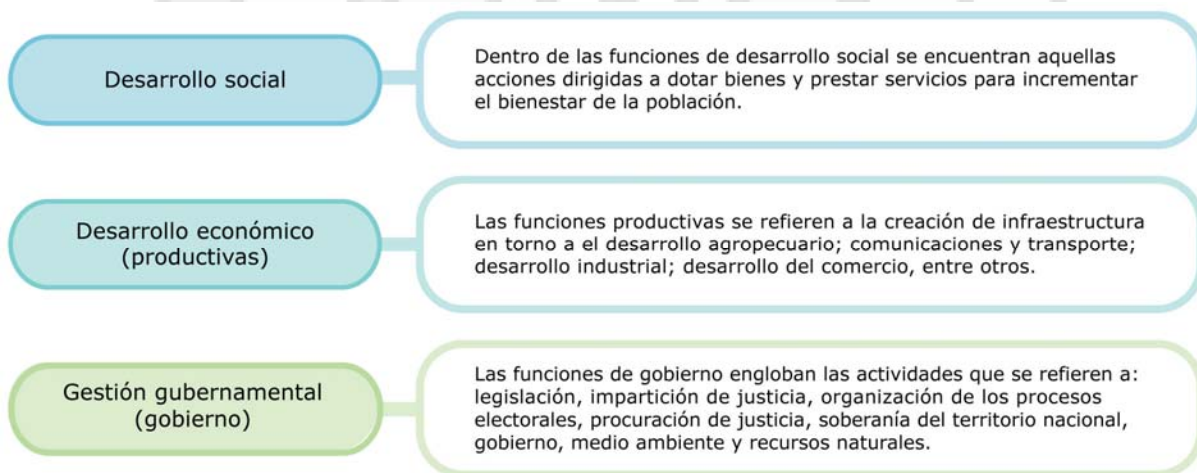 Desarrollo social
Dentro de las funciones de desarrollo social se encuentran aquellas
acciones dirigidas a dotar bienes y prestar servicios para incrementar
el bienestar de la población.
Desarrollo económico
(productivas)
Las funciones productivas se refieren a la creación de infraestructura
en torno a el desarrollo agropecuario; comunicaciones y transporte;
desarrollo industrial; desarrollo del comercio, entre otros.
Gestión gubernamental
(gobierno)
Las funciones de gobierno engloban las actividades que se refieren a:
legislación, impartición de justicia, organización de los procesos
electorales, procuración de justicia, soberanía del territorio nacional,
gobierno, medio ambiente y recursos naturales.